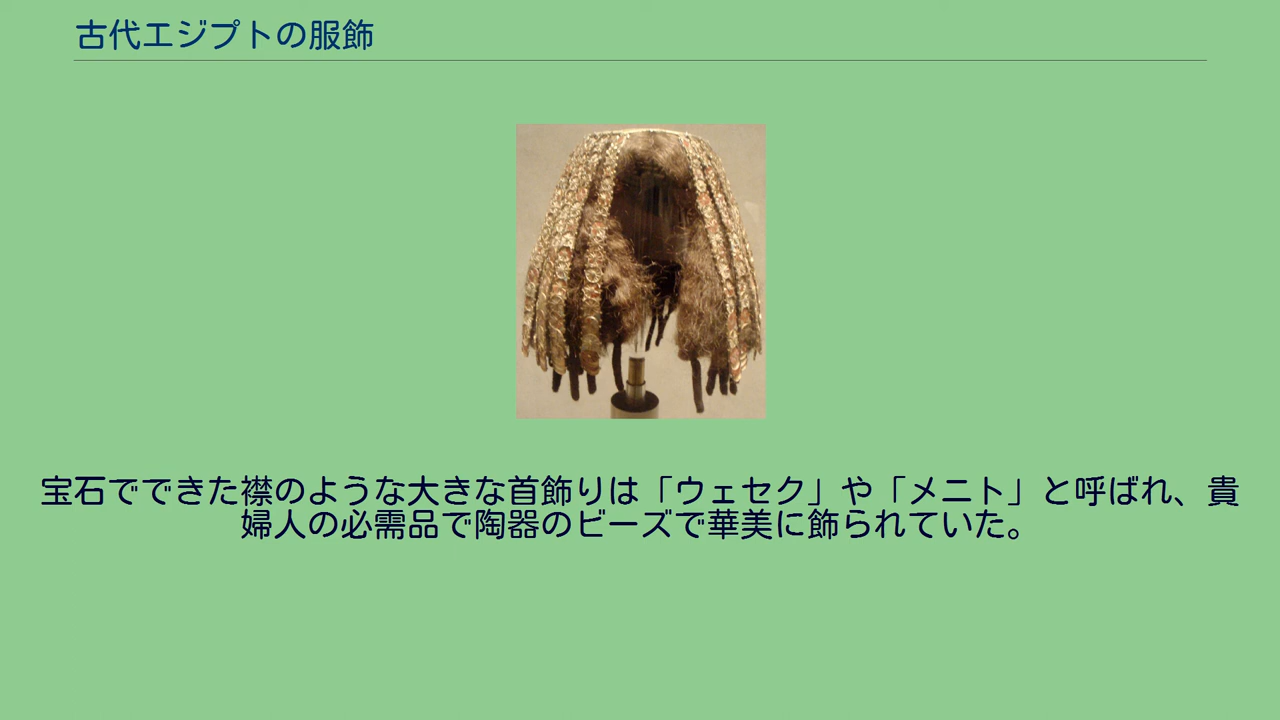 古代エジプトの服飾
宝石でできた襟のような大きな首飾りは「ウェセク」や「メニト」と呼ばれ、貴
婦人の必需品で陶器のビーズで華美に飾られていた。